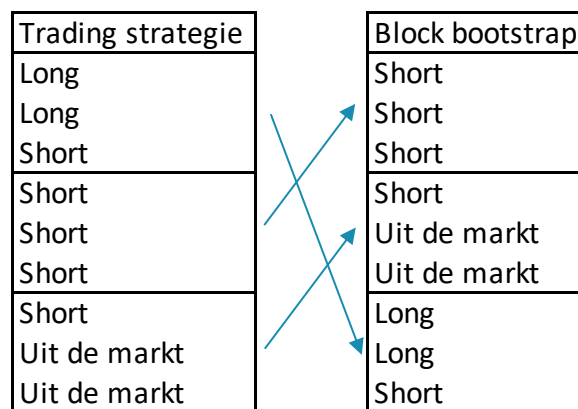 Trading strategie
Long
Long
Short
Short
Short
Short
Short
Uit de markt
Uit de markt
Block bootstrap
Short
Short
Short
Short
Uit de markt
Uit de markt
Long
Long
Short